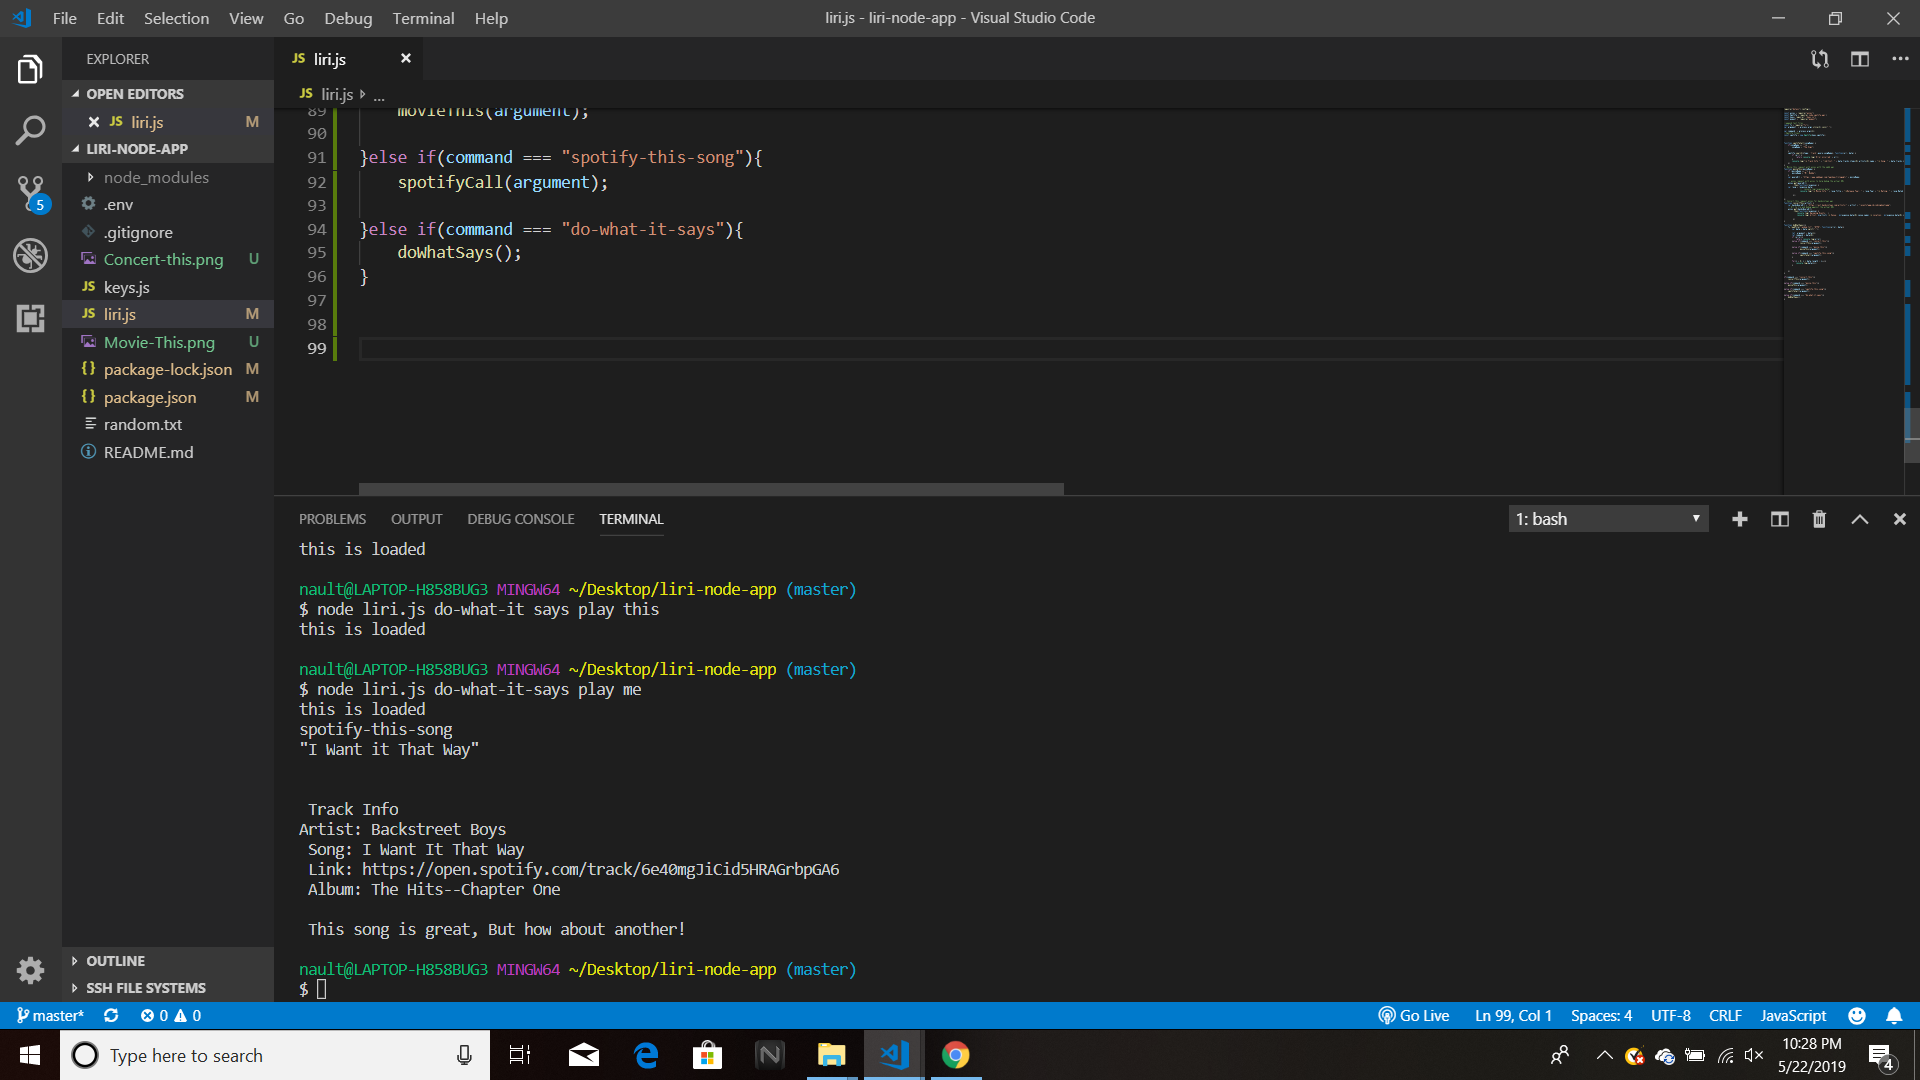 File Edit Selection View Go Debug Terminal Help
liri.js - liri-node-app - Visual Studio Code
EXPLORER
OPEN EDITORS
JS liri.js M
LIRI-NODE-APP
node_modules
.env
.gitignore
Concert-this.png U
JS keys.js
JS liri.js M
Movie-This.png U
{} package-lock.json M
{} package.json M
random.txt
README.md
OUTLINE
SSH FILE SYSTEMS
5
JS liri.js
JS liri.js ...
89 movieThis(argument);
90
91 }else if(command === "spotify-this-song"){
92 spotifyCall(argument);
93
94 }else if(command === "do-what-it-says"){
95 doWhatSays();
96 }
97
98
99
PROBLEMS OUTPUT DEBUG CONSOLE TERMINAL
1: bash
this is loaded
nault@LAPTOP-H858BUG3 MINGW64 ~/Desktop/liri-node-app (master)
$ node liri.js do-what-it says play this
this is loaded
nault@LAPTOP-H858BUG3 MINGW64 ~/Desktop/liri-node-app (master)
$ node liri.js do-what-it-says play me
this is loaded
spotify-this-song
"I Want it That Way"
Track Info
Artist: Backstreet Boys
Song: I Want It That Way
Link: https://open.spotify.com/track/6e40mgJiCid5HRAGrbpGA6
Album: The Hits--Chapter One
This song is great, But how about another!
nault@LAPTOP-H858BUG3 MINGW64 ~/Desktop/liri-node-app (master)
$
master* 0 0
Go Live Ln 99, Col 1 Spaces: 4 UTF-8 CRLF JavaScript
Type here to search
N
10:28 PM
5/22/2019
4